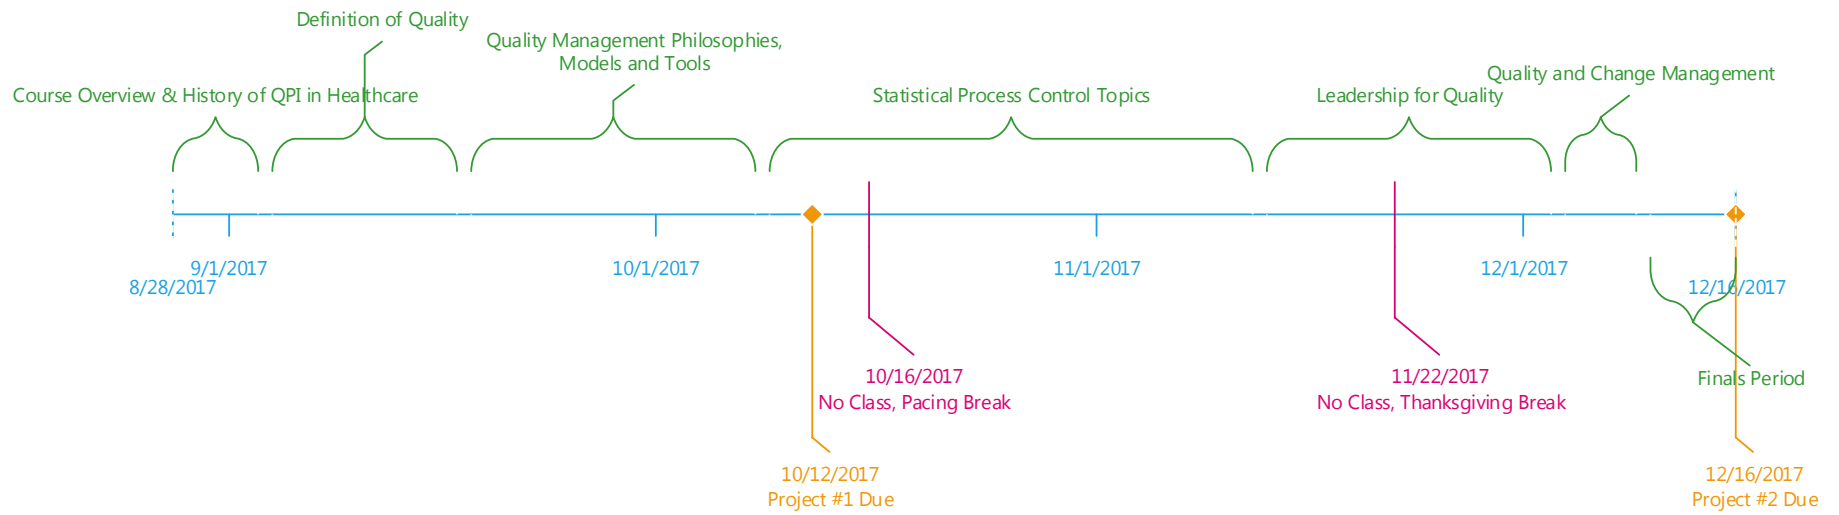 Definition of Quality
Quality Management Philosophies,
Models and Tools
Quality and Change Management
Course Overview & History of QPI in Healthcare
Statistical Process Control Topics
Leadership for Quality
9/1/2017
10/1/2017
11/1/2017
12/1/2017
8/28/2017
12/16/2017
10/16/2017
No Class, Pacing Break
11/22/2017
No Class, Thanksgiving Break
Finals Period
10/12/2017
Project #1 Due
12/16/2017
Project #2 Due